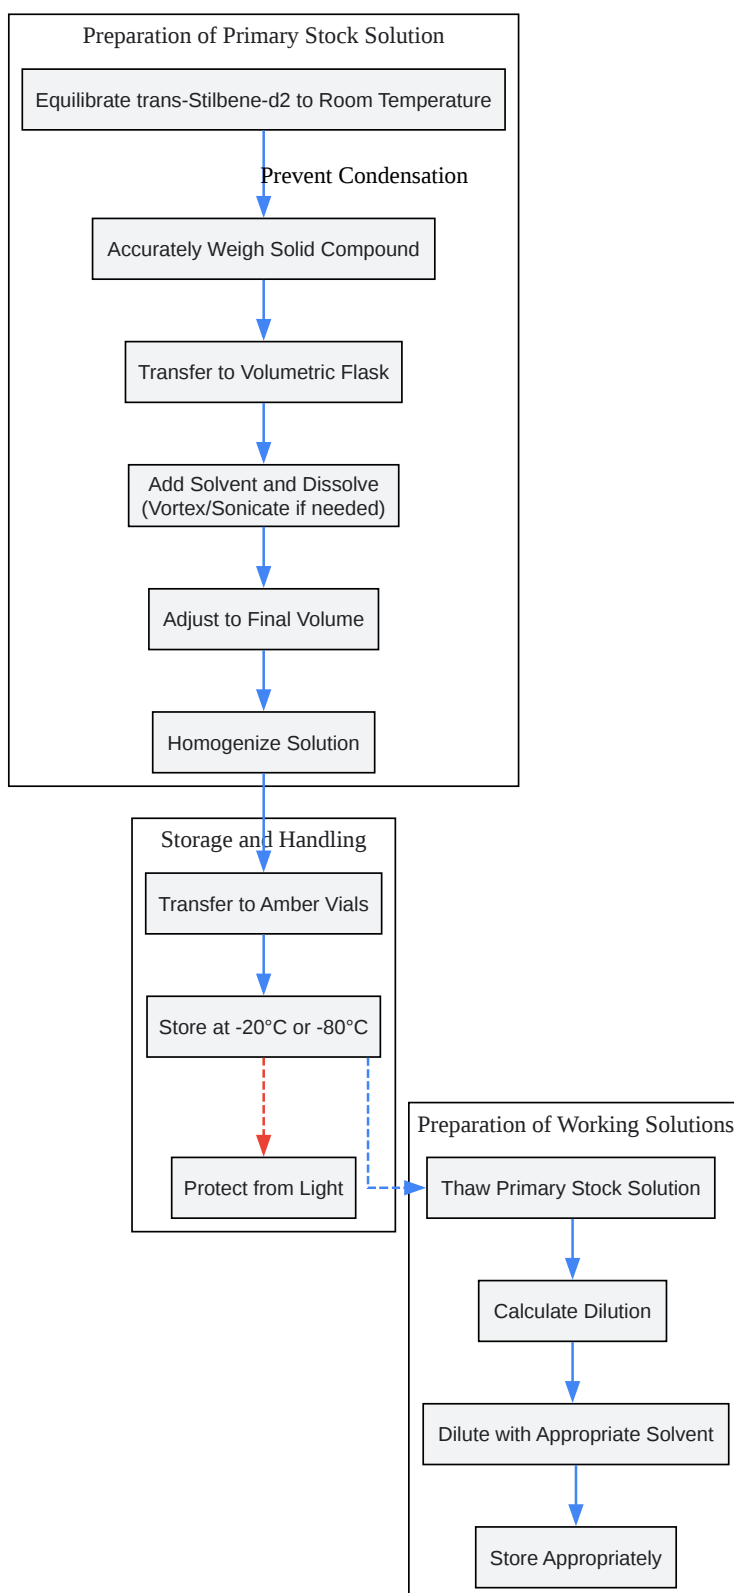 Preparation of Primary Stock Solution
Equilibrate trans-Stilbene-d2 to Room Temperature
Prevent Condensation
Accurately Weigh Solid Compound
Transfer to Volumetric Flask
Add Solvent and Dissolve
(Vortex/Sonicate if needed)
Adjust to Final Volume
Homogenize Solution
Storage and Handling
Transfer to Amber Vials
Store at -20°C or -80°C
Protect from Light
Preparation of Working Solutions
Thaw Primary Stock Solution
Calculate Dilution
Dilute with Appropriate Solvent
Store Appropriately